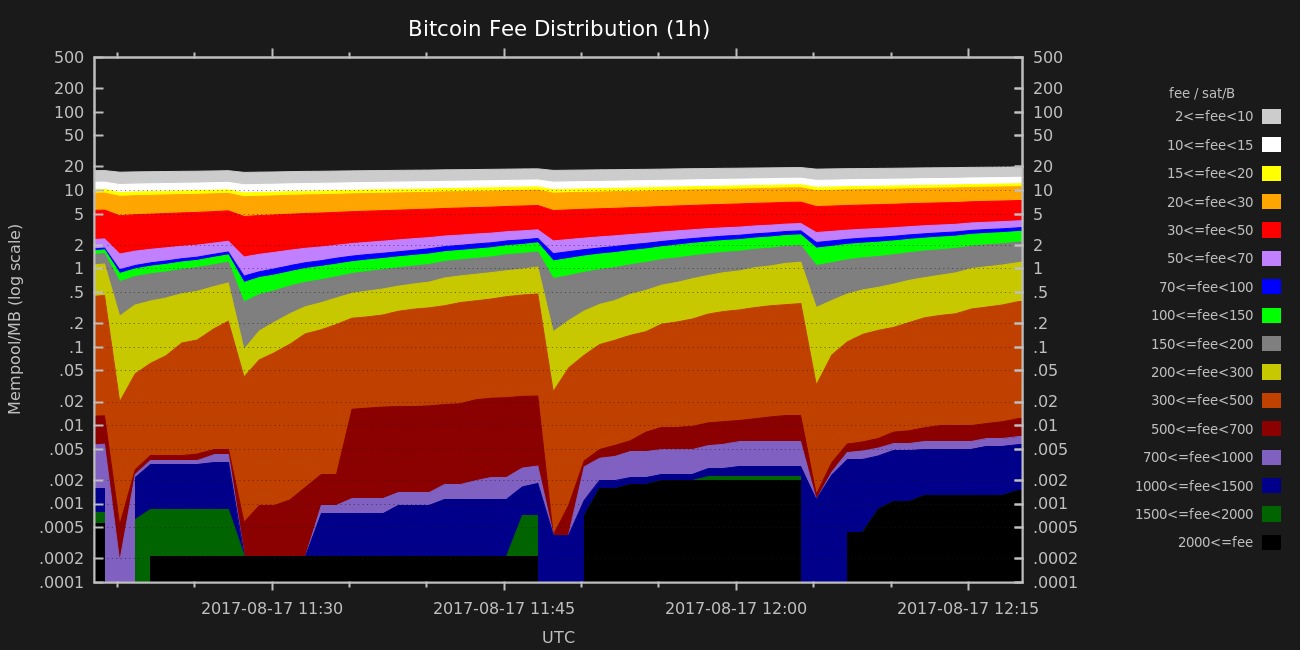 Bitcoin Fee Distribution (1h)
Mempool/MB (log scale)
500
200
100
50
20
10
5
2
1
.5
.2
.1
.05
.02
.01
.005
.002
.001
.0005
.0002
.0001
500
200
100
50
20
10
5
2
1
.5
.2
.1
.05
.02
.01
.005
.002
.001
.0005
.0002
.0001
2017-08-17 11:30
2017-08-17 11:45
2017-08-17 12:00
2017-08-17 12:15
UTC
fee / sat/B
2<=fee<10
10<=fee<15
15<=fee<20
20<=fee<30
30<=fee<50
50<=fee<70
70<=fee<100
100<=fee<150
150<=fee<200
200<=fee<300
300<=fee<500
500<=fee<700
700<=fee<1000
1000<=fee<1500
1500<=fee<2000
2000<=fee